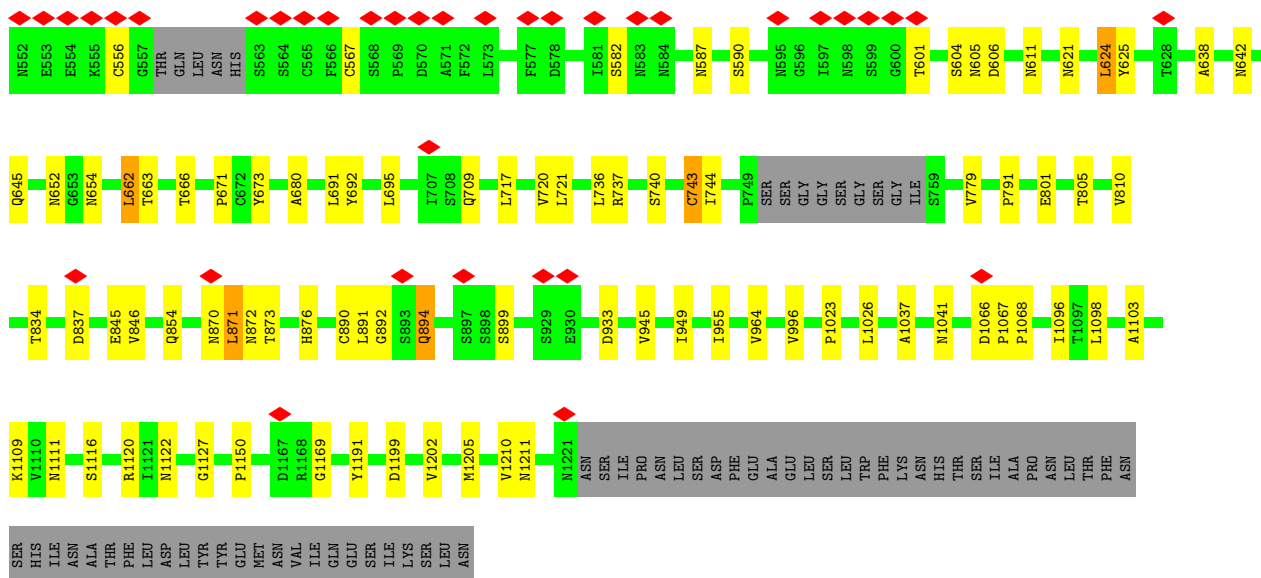 N552 E553 E554 K555 C556 G557 THR GLN LEU ASN HIS S563 S564 C565 F566 C567 S568 P569 D570 A571 F572 L573 F577 D578 I581 S582 N583 N584 N587 S590 N595 G596 I597 N598 S599 G600 T601 S604 N605 D606 N611 N621 L624 Y625 T628 A638 N642
Q645 N652 G653 N654 L662 T663 T666 P671 C672 Y673 A680 L691 Y692 L695 I707 S708 Q709 L717 V720 L721 L736 R737 S740 C743 I744 P749 SER SER GLY GLY SER GLY SER GLY ILE S759 V779 P791 E801 T805 V810
T834 D837 E845 V846 Q854 N870 L871 N872 T873 H876 C890 L891 G892 S893 Q894 S897 S898 S899 S929 E930 D933 V945 I949 I955 V964 V996 P1023 L1026 A1037 N1041 D1066 P1067 P1068 I1096 T1097 L1098 A1103
K1109 V1110 N1111 S1116 R1120 I1121 N1122 G1127 P1150 D1167 R1168 G1169 Y1191 D1199 V1202 M1205 V1210 N1211 N1221 ASN SER ILE PRO ASN LEU SER ASP PHE GLU ALA GLU LEU SER LEU TRP PHE LYS ASN HIS THR SER ILE ALA PRO ASN LEU THR PHE ASN
SER HIS ILE ASN ALA THR PHE LEU ASP LEU TYR TYR GLU MET ASN VAL ILE GLN GLU SER ILE LYS SER LEU ASN